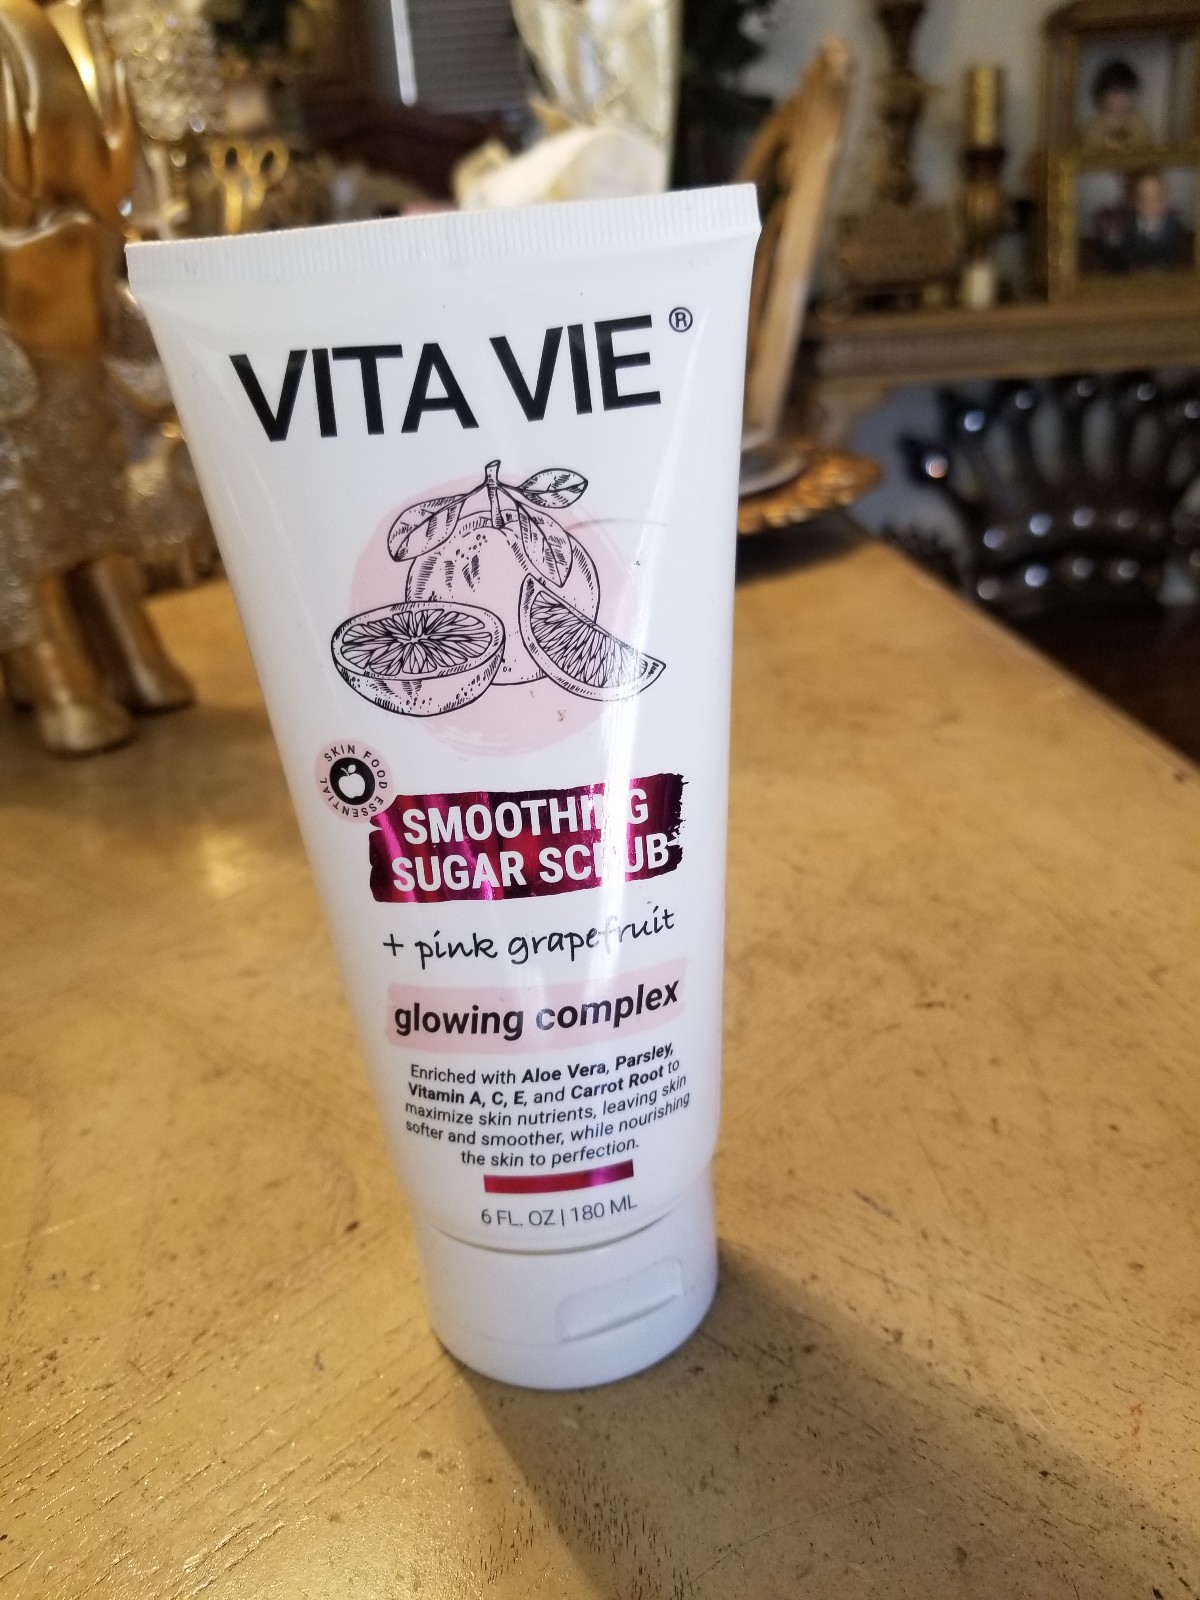 VITA VIE ®
SKIN FOOD ESSENTIAL
SMOOTHING
SUGAR SCRUB
+ pink grapefruit
glowing complex
Enriched with Aloe Vera, Parsley,
Vitamin A, C, E, and Carrot Root to
maximize skin nutrients, leaving skin
softer and smoother, while nourishing
the skin to perfection.
6 FL. OZ | 180 ML